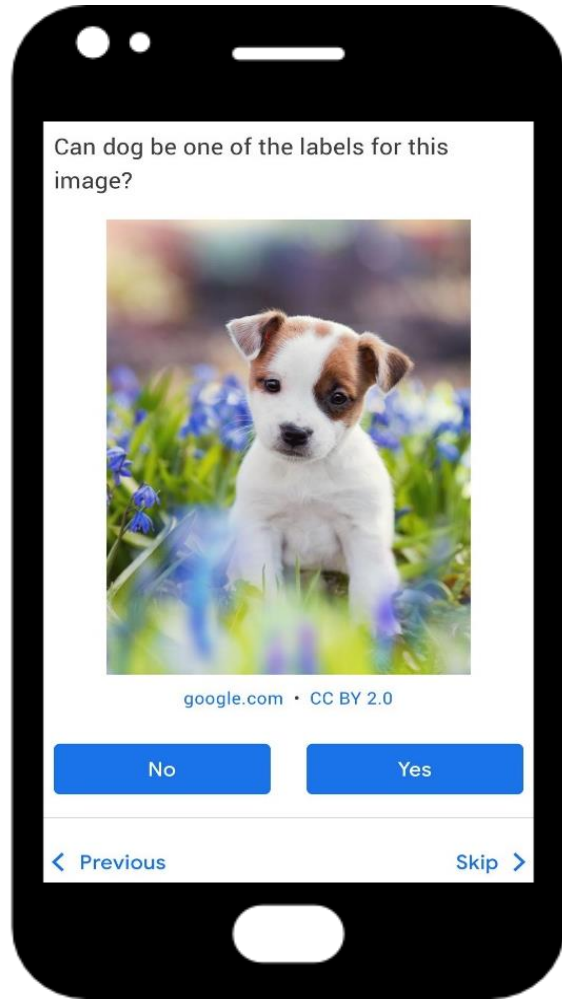 Can dog be one of the labels for this
image?
google.com • CC BY 2.0
No Yes
Previous Skip